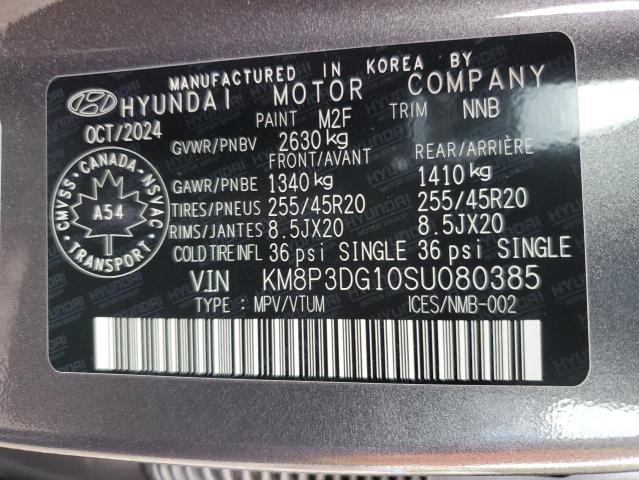 MANUFACTURED IN KOREA BY
HYUNDAI MOTOR COMPANY
OCT/2024 PAINT M2F TRIM NNB
GVWR/PNBV 2630 kg
FRONT/AVANT REAR/ARRIÈRE
GAWR/PNBE 1340 kg 1410 kg
TIRES/PNEUS 255/45R20 255/45R20
RIMS/JANTES 8.5JX20 8.5JX20
COLD TIRE INFL 36 psi SINGLE 36 psi SINGLE
VIN KM8P3DG10SU080385
TYPE : MPV/VTUM ICES/NMB-002
CANADA
CMVSS NSVAC
A54
TRANSPORT